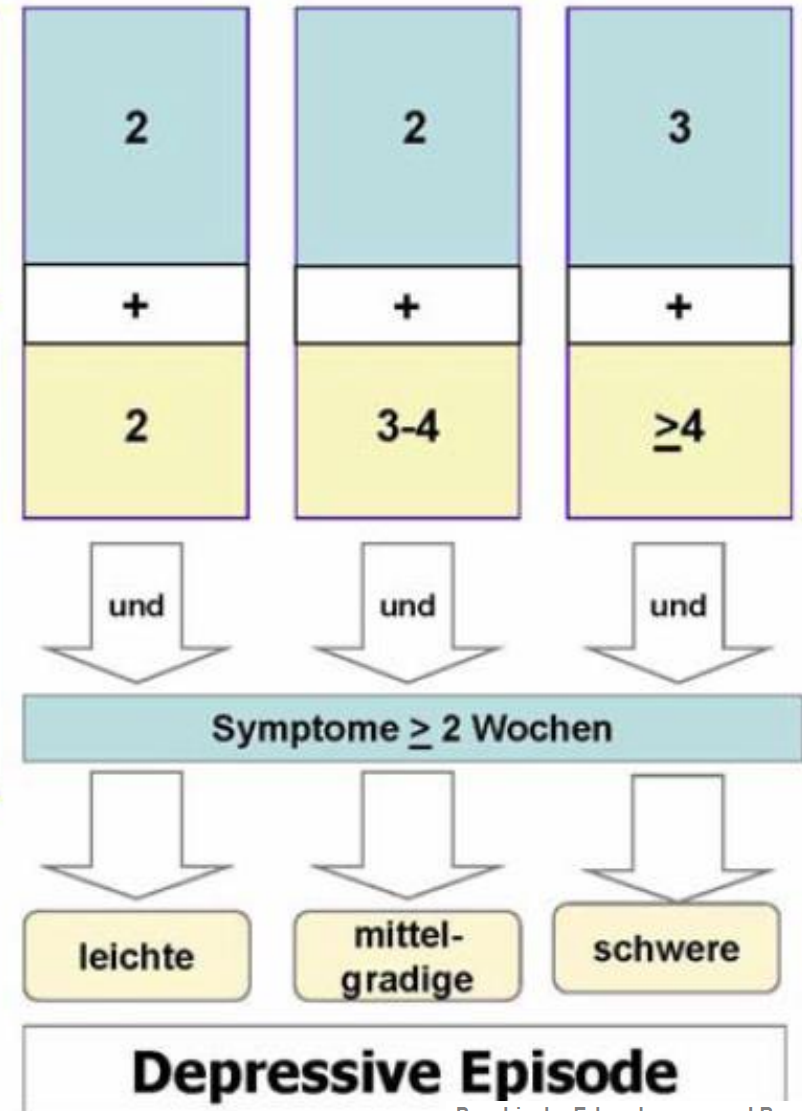 2 2 3
+ + +
2 3-4 ≥4
und und und
Symptome ≥ 2 Wochen
leichte mittel- schwere
gradige
Depressive Episode